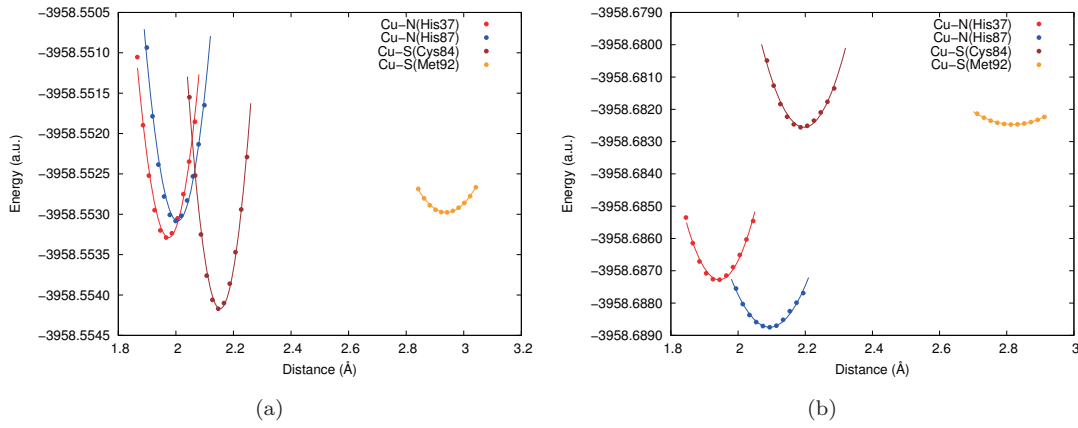 −3958.5505
−3958.5510
−3958.5515
−3958.5520
−3958.5525
−3958.5530
−3958.5535
−3958.5540
−3958.5545
1.8 2 2.2 2.4 2.6 2.8 3 3.2
Energy (a.u.)
Distance (Å)
Cu−N(His37)
Cu−N(His87)
Cu−S(Cys84)
Cu−S(Met92)
(a)
−3958.6790
−3958.6800
−3958.6810
−3958.6820
−3958.6830
−3958.6840
−3958.6850
−3958.6860
−3958.6870
−3958.6880
−3958.6890
1.8 2 2.2 2.4 2.6 2.8 3
Energy (a.u.)
Distance (Å)
Cu−N(His37)
Cu−N(His87)
Cu−S(Cys84)
Cu−S(Met92)
(b)